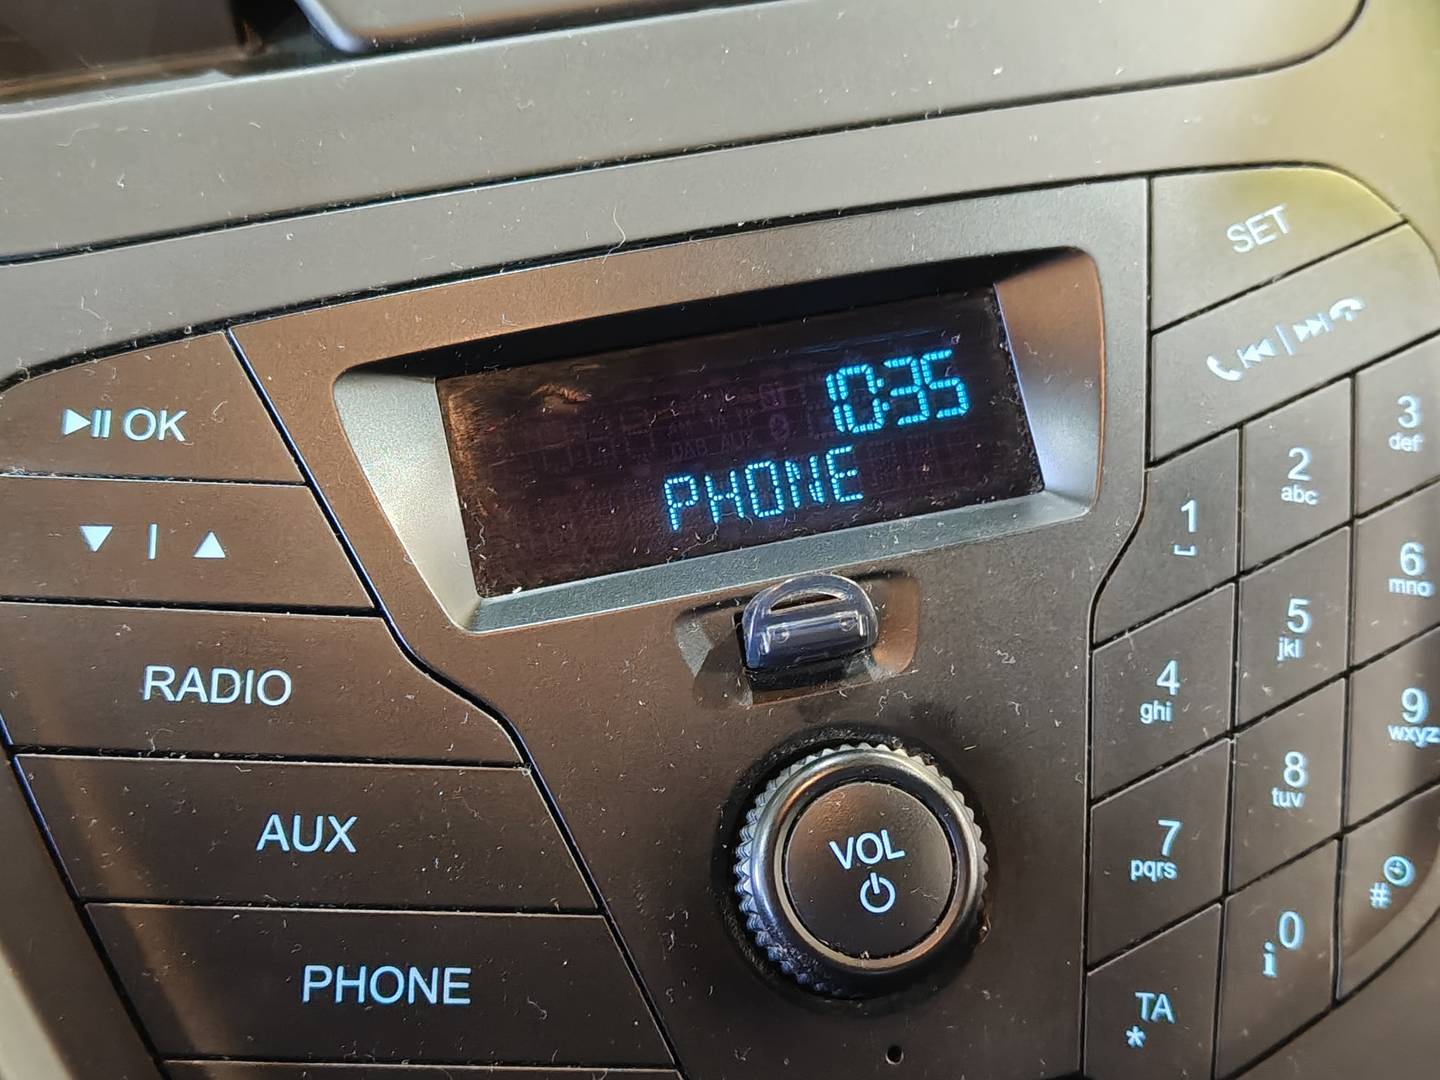 SET
10:35
PHONE
OK
RADIO
AUX
PHONE
VOL
1
2
abc
3
def
4
ghi
5
jkl
6
mno
7
pqrs
8
tuv
9
wxyz
TA
*
0
i
#